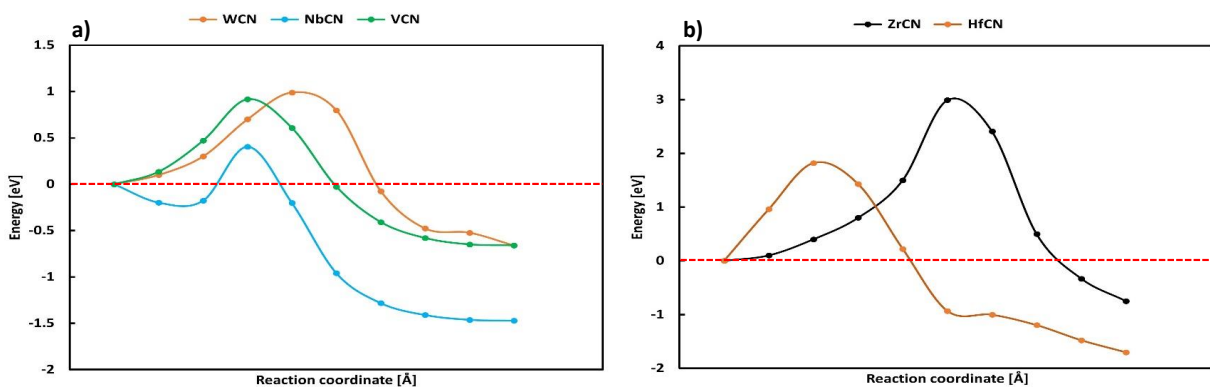 WCN NbCN VCN
a)
1.5
1
0.5
0
-0.5
-1
-1.5
-2
Energy [eV]
Reaction coordinate [Å]
ZrCN HfCN
b)
4
3
2
1
0
-1
-2
Energy [eV]
Reaction coordinate [Å]